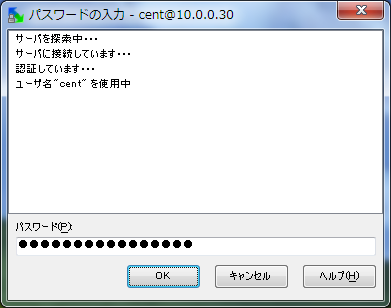 パスワードの入力 - cent@10.0.0.30
サーバを探索中・・・
サーバに接続しています・・・
認証しています・・・
ユーザ名"cent"を使用中
パスワード(P):
●●●●●●●●●●●●●●●●
OK キャンセル ヘルプ(H)